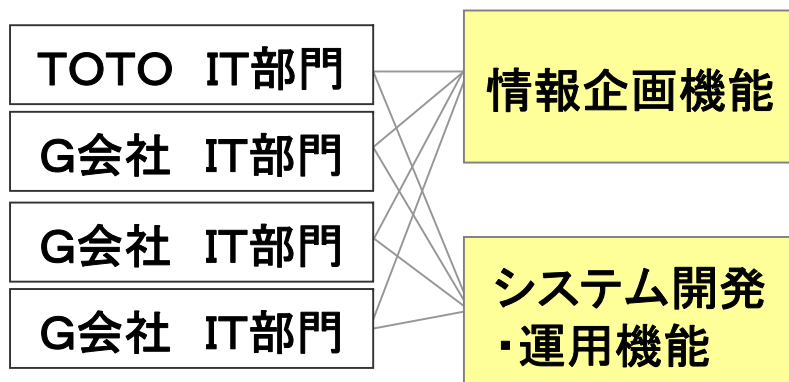 TOTO　IT部門
G会社　IT部門
G会社　IT部門
G会社　IT部門
情報企画機能
システム開発
・運用機能